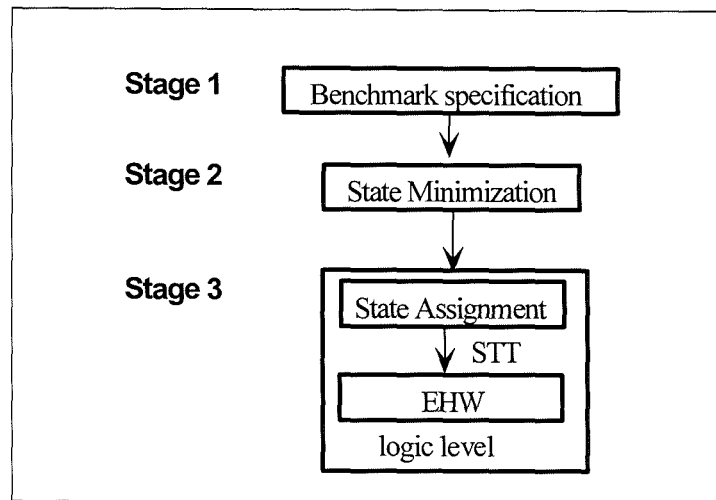 Stage 1
Benchmark specification
Stage 2
State Minimization
Stage 3
State Assignment
STT
EHW
logic level